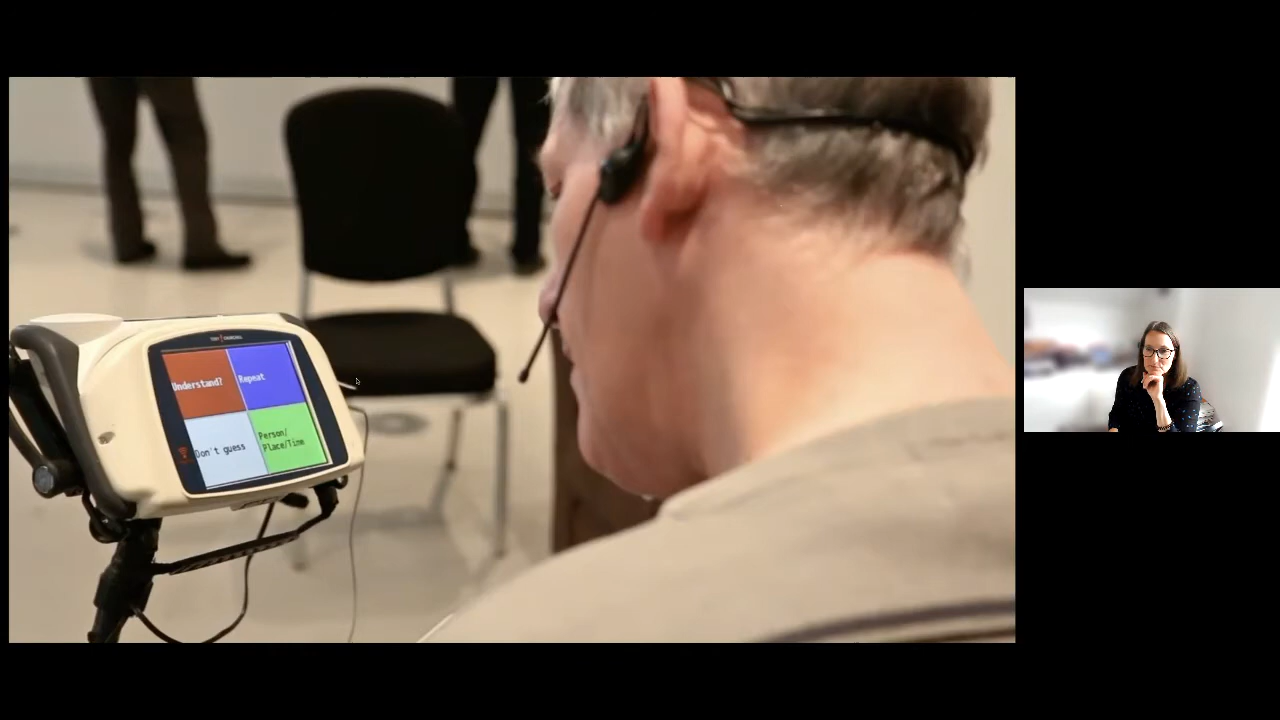 Understand?
Repeat
Don't guess
Person/
Place/Time